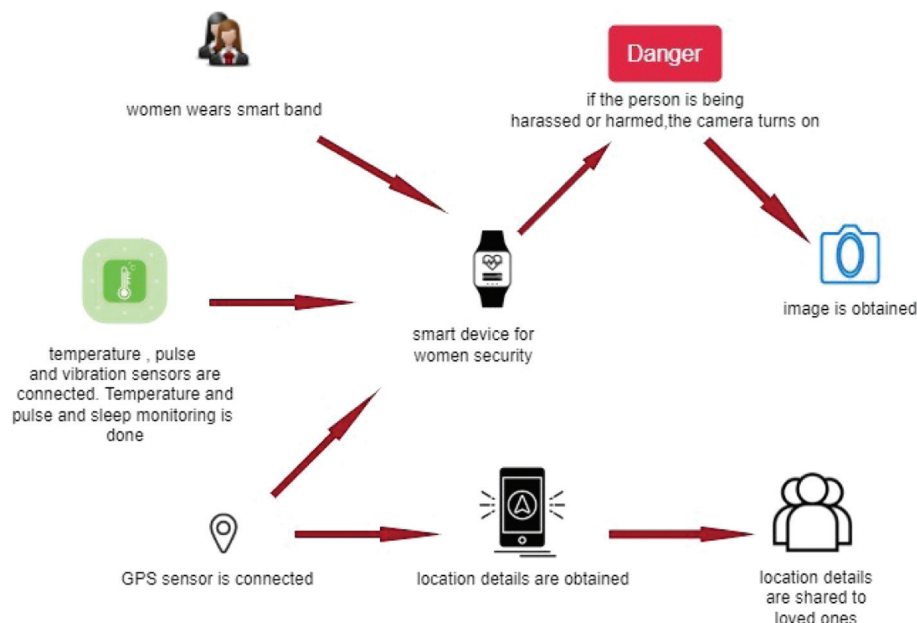 Danger
women wears smart band
if the person is being
harassed or harmed,the camera turns on
image is obtained
smart device for
women security
temperature , pulse
and vibration sensors are
connected. Temperature and
pulse and sleep monitoring is
done
GPS sensor is connected
location details are obtained
location details
are shared to
loved ones